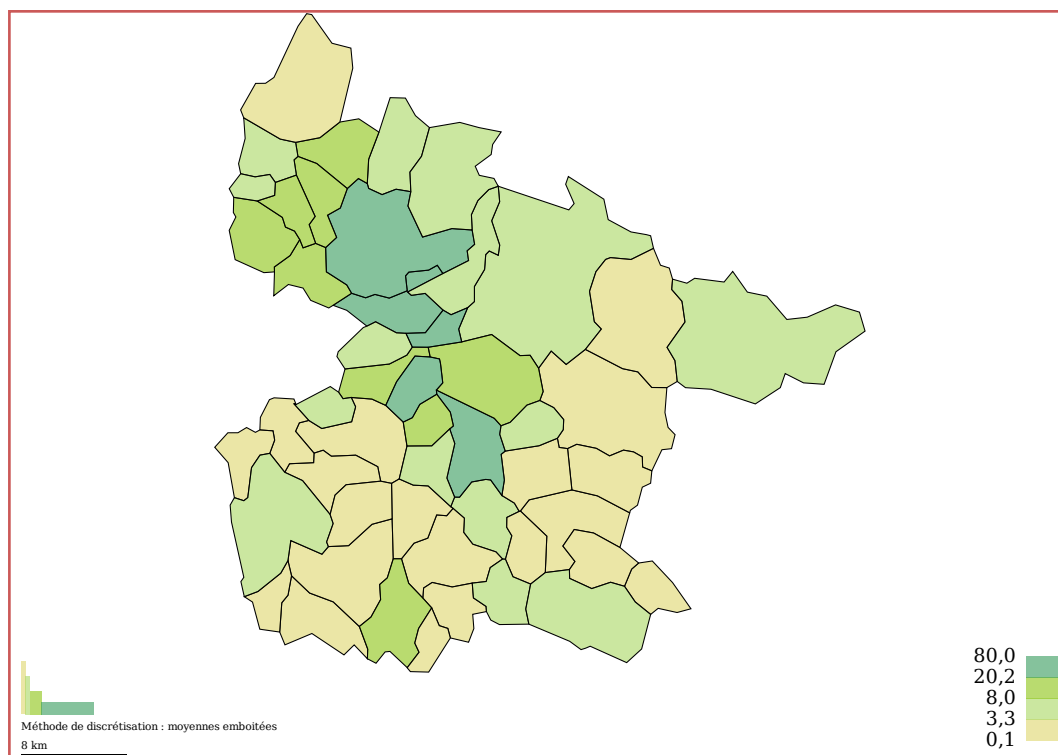 80,0
20,2
8,0
3,3
0,1
Méthode de discrétisation : moyennes emboitées
8 km